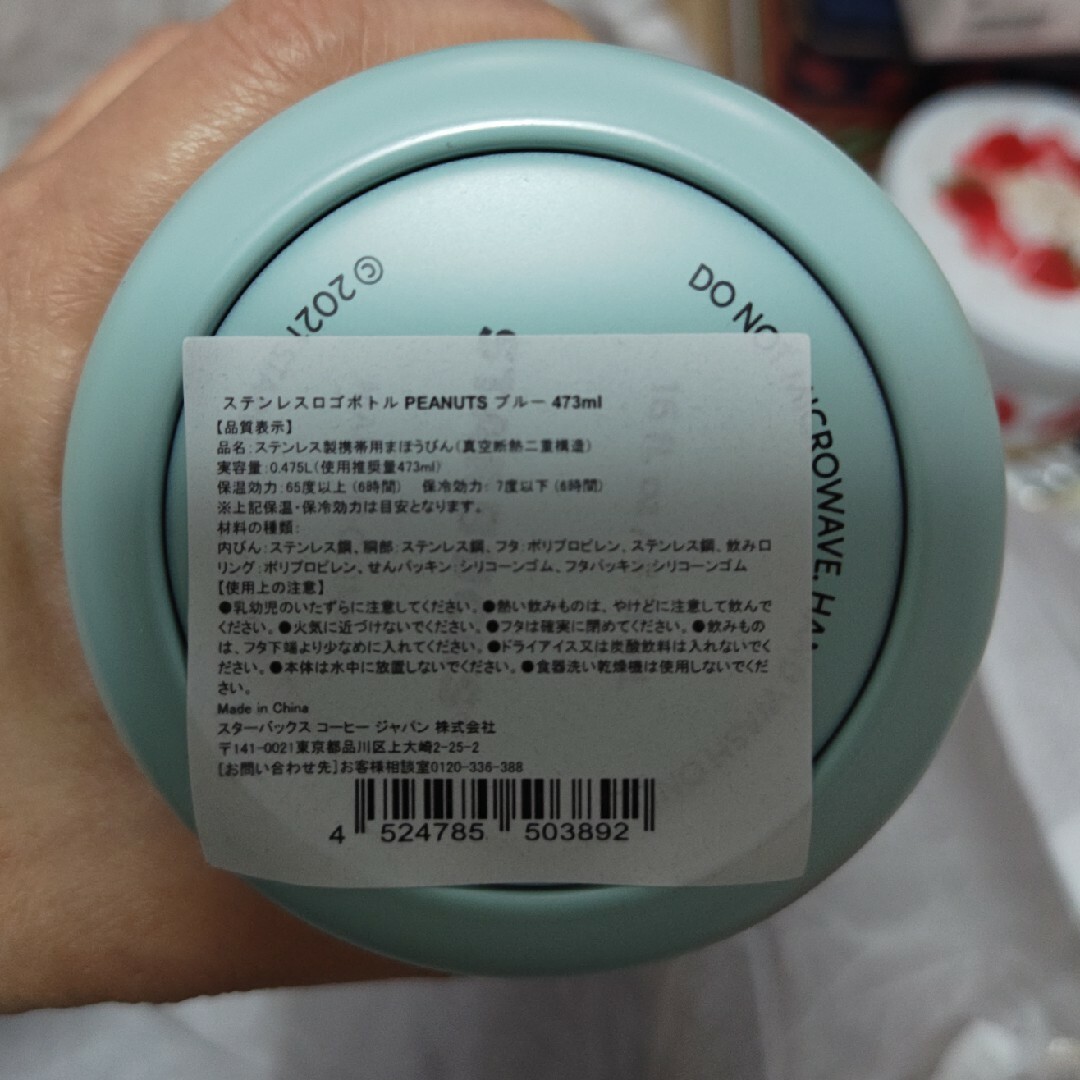 © 2021
DO NOT MICROWAVE. HA
ステンレスロゴボトル PEANUTS ブルー 473ml
【品質表示】
品名:ステンレス製携帯用まほうびん(真空断熱二重構造)
実容量:0.475L(使用推奨量473ml)
保温効力:65度以上 (6時間) 保冷効力: 7度以下 (6時間)
※上記保温・保冷効力は目安となります。
材料の種類:
内びん:ステンレス鋼、胴部:ステンレス鋼、フタ:ポリプロピレン、ステンレス鋼、飲み口
リング:ポリプロピレン、せんパッキン:シリコーンゴム、フタパッキン:シリコーンゴム
【使用上の注意】
●乳幼児のいたずらに注意してください。●熱い飲みものは、やけどに注意して飲んで
ください。●火気に近づけないでください。●フタは確実に閉めてください。●飲みもの
は、フタ下端より少なめに入れてください。●ドライアイス又は炭酸飲料は入れないでく
ださい。●本体は水中に放置しないでください。●食器洗い乾燥機は使用しないでくだ
さい。
Made in China
スターバックス コーヒー ジャパン 株式会社
〒141-0021東京都品川区上大崎2-25-2
[お問い合わせ先]お客様相談室0120-336-388
4 524785 503892